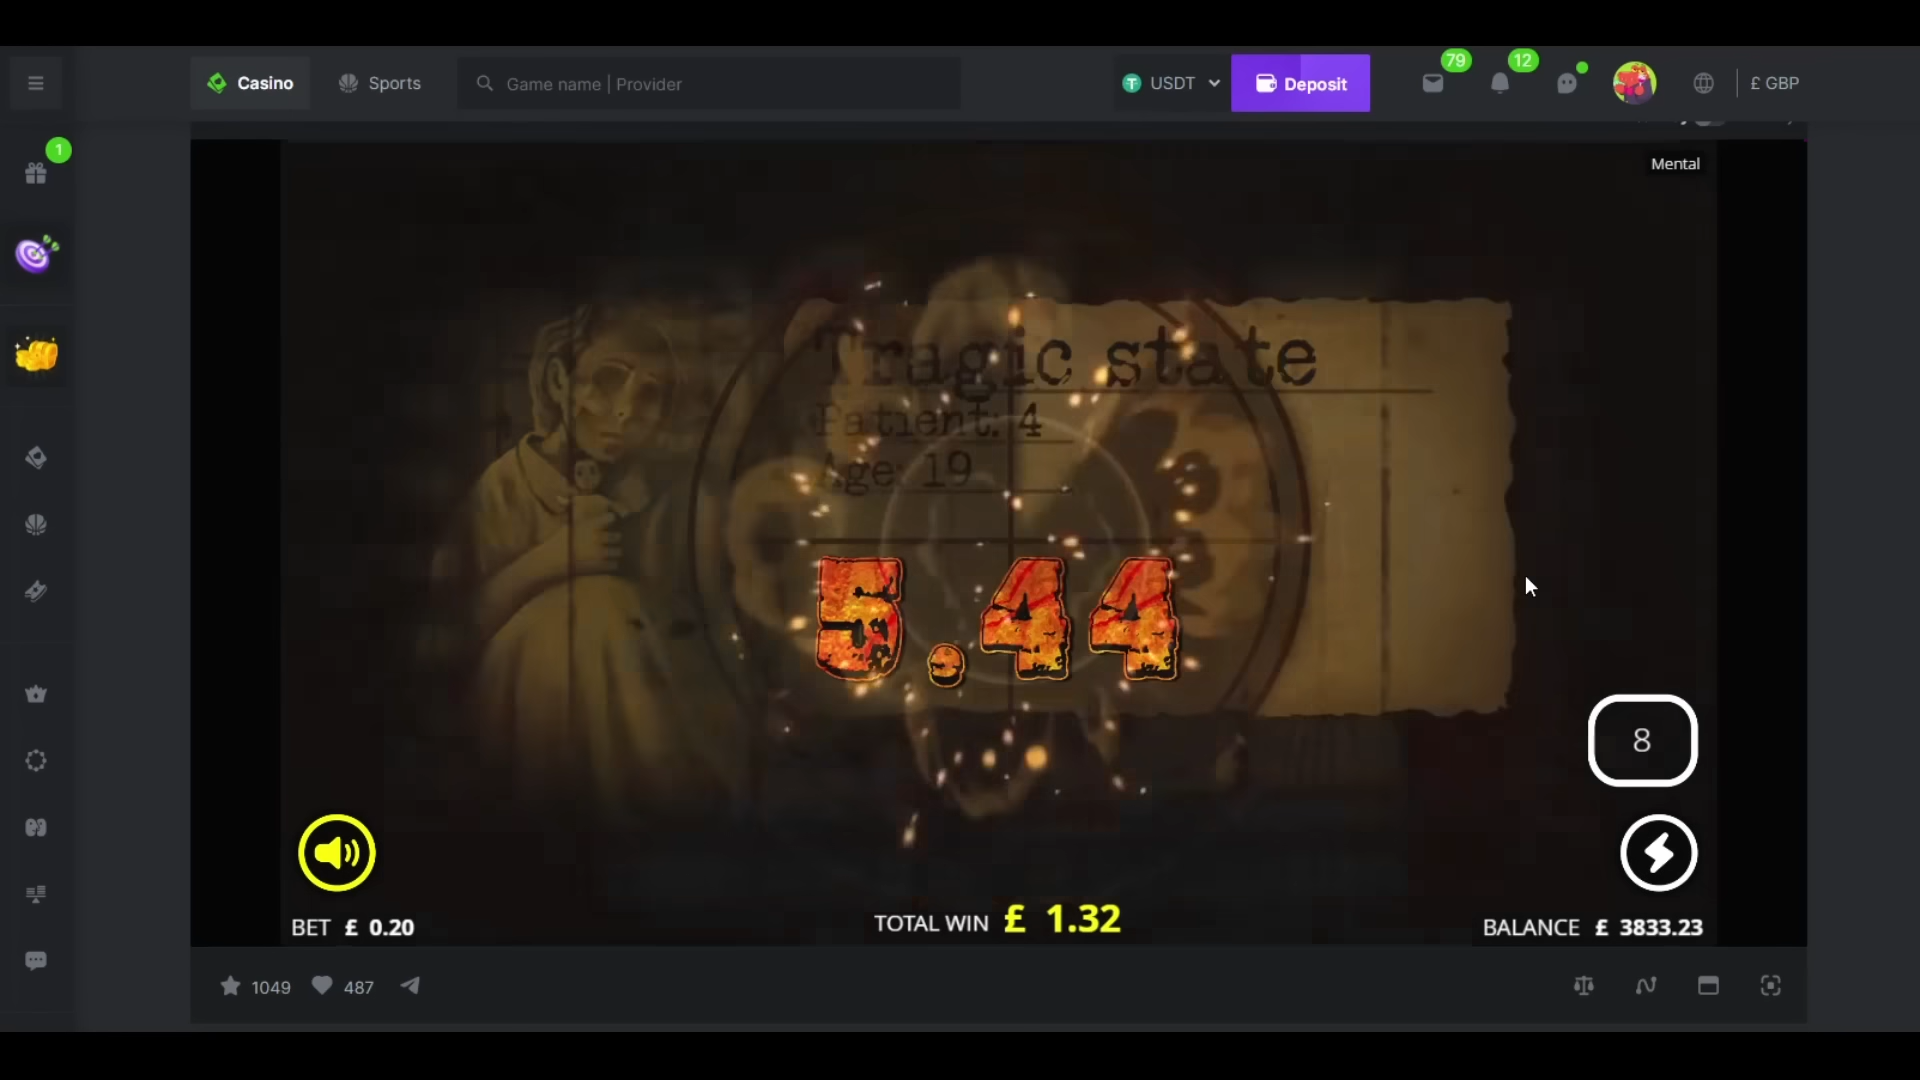 Casino
Sports
Game name | Provider
USDT
Deposit
79
12
£ GBP
1
Mental
Tragic state
Patient: 4
Age: 19
5.44
8
BET £ 0.20
TOTAL WIN £ 1.32
BALANCE £ 3833.23
1049
487